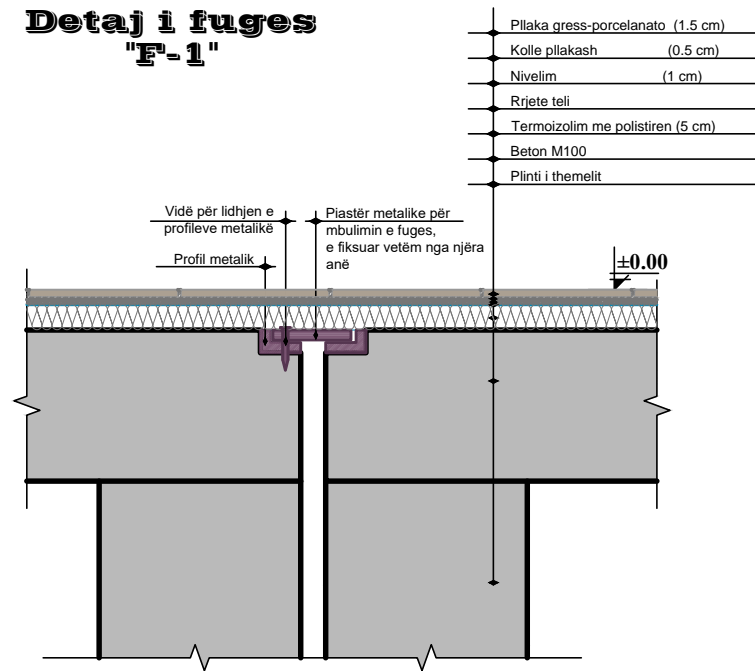 Detaj i fuges
"F-1"
Pllaka gress-porcelanato (1.5 cm)
Kolle pllakash (0.5 cm)
Nivelim (1 cm)
Rrjete teli
Termoizolim me polistiren (5 cm)
Beton M100
Plinti i themelit
Vidë për lidhjen e
profileve metalikë
Profil metalik
Piastër metalike për
mbulimin e fuges,
e fiksuar vetëm nga njëra
anë
±0.00